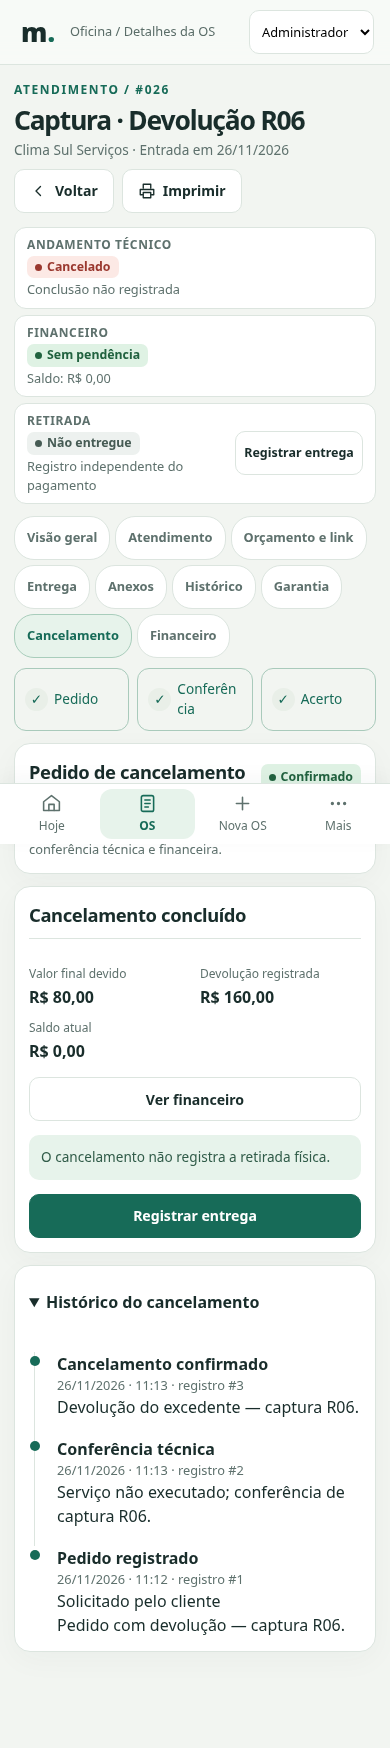 m. Oficina / Detalhes da OS Administrador
ATENDIMENTO / #026
Captura · Devolução R06
Clima Sul Serviços · Entrada em 26/11/2026
Voltar Imprimir
ANDAMENTO TÉCNICO
Cancelado
Conclusão não registrada
FINANCEIRO
Sem pendência
Saldo: R$ 0,00
RETIRADA
Não entregue
Registro independente do
pagamento
Registrar entrega
Visão geral Atendimento Orçamento e link
Entrega Anexos Histórico Garantia
Cancelamento Financeiro
✓ Pedido
✓ Conferên
cia
✓ Acerto
Pedido de cancelamento Confirmado
Hoje OS Nova OS Mais
conferência técnica e financeira.
Cancelamento concluído
Valor final devido Devolução registrada
R$ 80,00 R$ 160,00
Saldo atual
R$ 0,00
Ver financeiro
O cancelamento não registra a retirada física.
Registrar entrega
▼ Histórico do cancelamento
Cancelamento confirmado
26/11/2026 · 11:13 · registro #3
Devolução do excedente — captura R06.
Conferência técnica
26/11/2026 · 11:13 · registro #2
Serviço não executado; conferência de
captura R06.
Pedido registrado
26/11/2026 · 11:12 · registro #1
Solicitado pelo cliente
Pedido com devolução — captura R06.